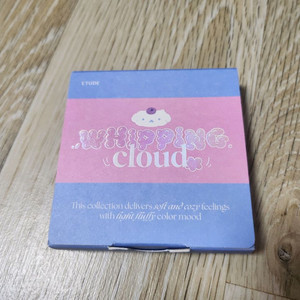 ETUDE
WHIPPING
cloud
This collection delivers soft and cozy feelings
with light fluffy color mood